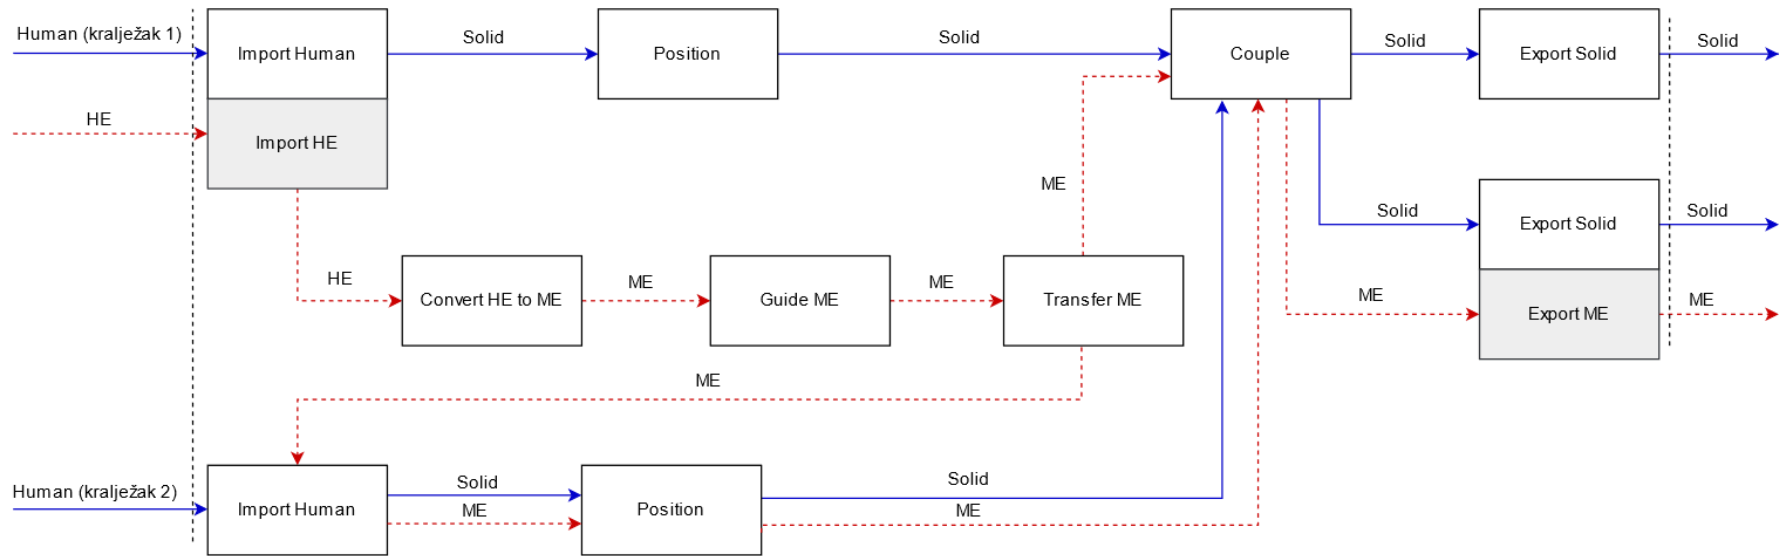 Human (kralježak 1)
Import Human
Solid
Position
Solid
Couple
Solid
Export Solid
Solid
HE
Import HE
ME
Solid
Export Solid
Solid
HE
Convert HE to ME
ME
Guide ME
ME
Transfer ME
ME
Export ME
ME
ME
Human (kralježak 2)
Import Human
Solid
ME
Position
Solid
ME